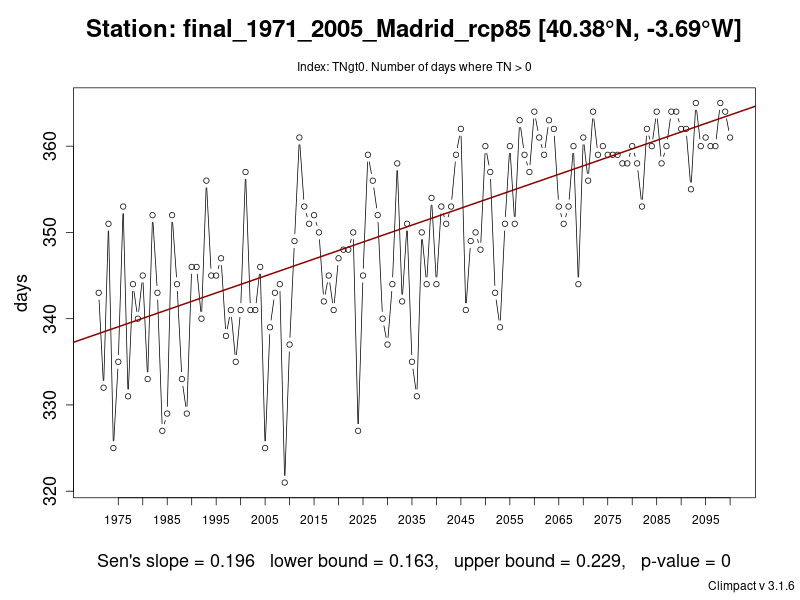 Station: final_1971_2005_Madrid_rcp85 [40.38°N, -3.69°W]
Index: TNgt0. Number of days where TN > 0
days
360
350
340
330
320
1975 1985 1995 2005 2015 2025 2035 2045 2055 2065 2075 2085 2095
Sen's slope = 0.196 lower bound = 0.163, upper bound = 0.229, p-value = 0
Climpact v 3.1.6